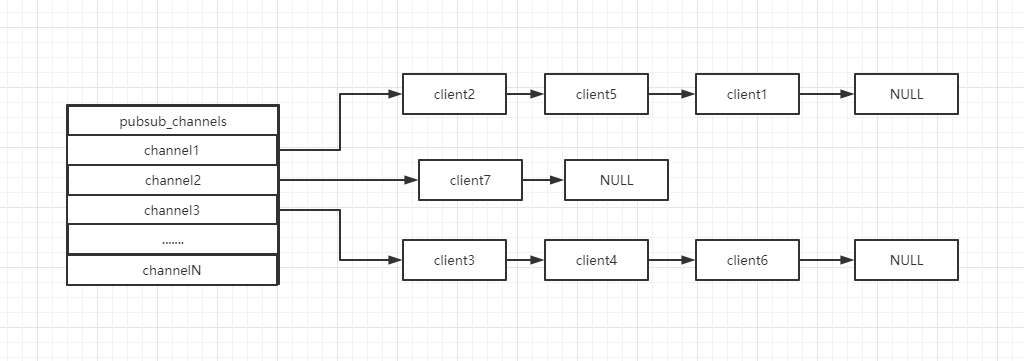 pubsub_channels
channel1
channel2
channel3
.......
channelN
client2 client5 client1 NULL
client7 NULL
client3 client4 client6 NULL